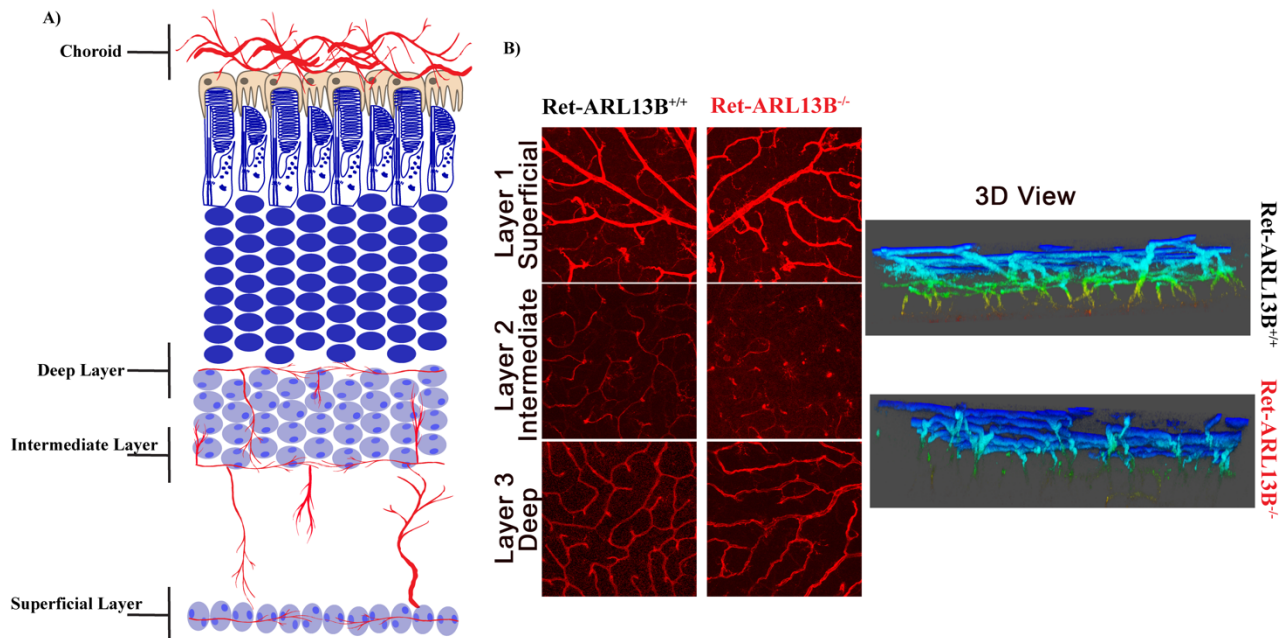 A)
Choroid
Deep Layer
Intermediate Layer
Superficial Layer
B)
Ret-ARL13B+/+
Ret-ARL13B-/-
Layer 1
Superficial
Layer 2
Intermediate
Layer 3
Deep
3D View
Ret-ARL13B+/+
Ret-ARL13B-/-